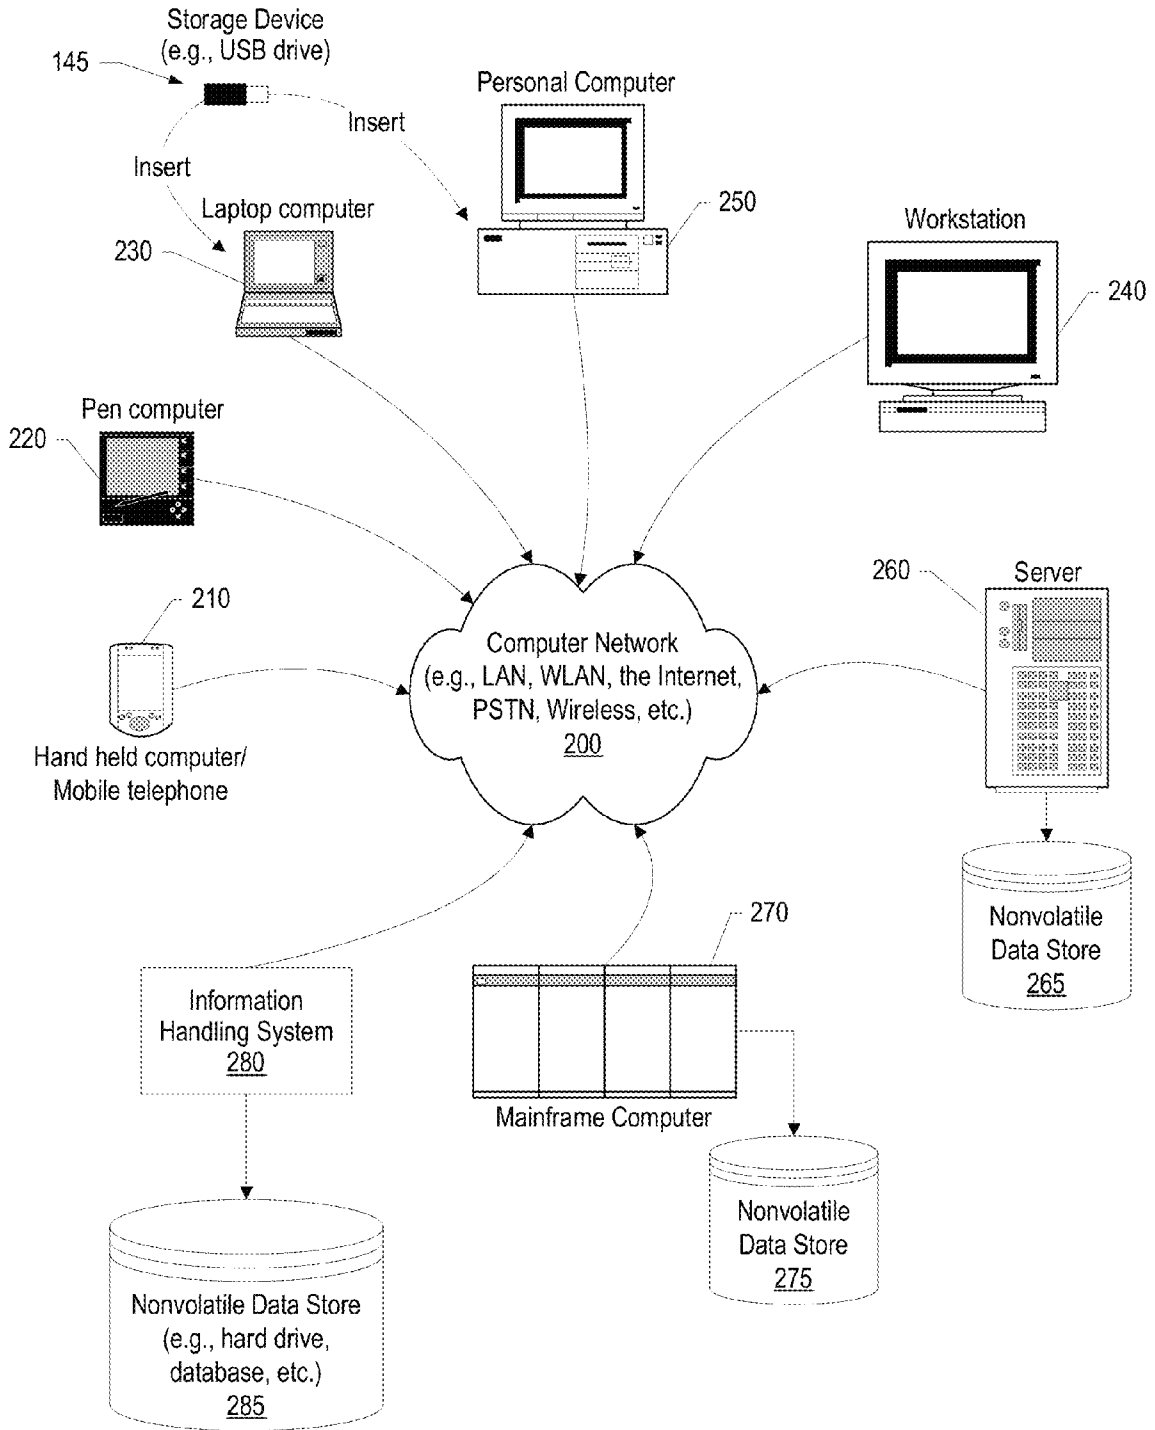 Storage Device
(e.g., USB drive)
145
Insert
Insert
Personal Computer
250
Laptop computer
230
Workstation
240
Pen computer
220
260
Server
210
Hand held computer/
Mobile telephone
Computer Network
(e.g., LAN, WLAN, the Internet,
PSTN, Wireless, etc.)
200
Nonvolatile
Data Store
265
270
Mainframe Computer
Information
Handling System
280
Nonvolatile
Data Store
275
Nonvolatile Data Store
(e.g., hard drive,
database, etc.)
285